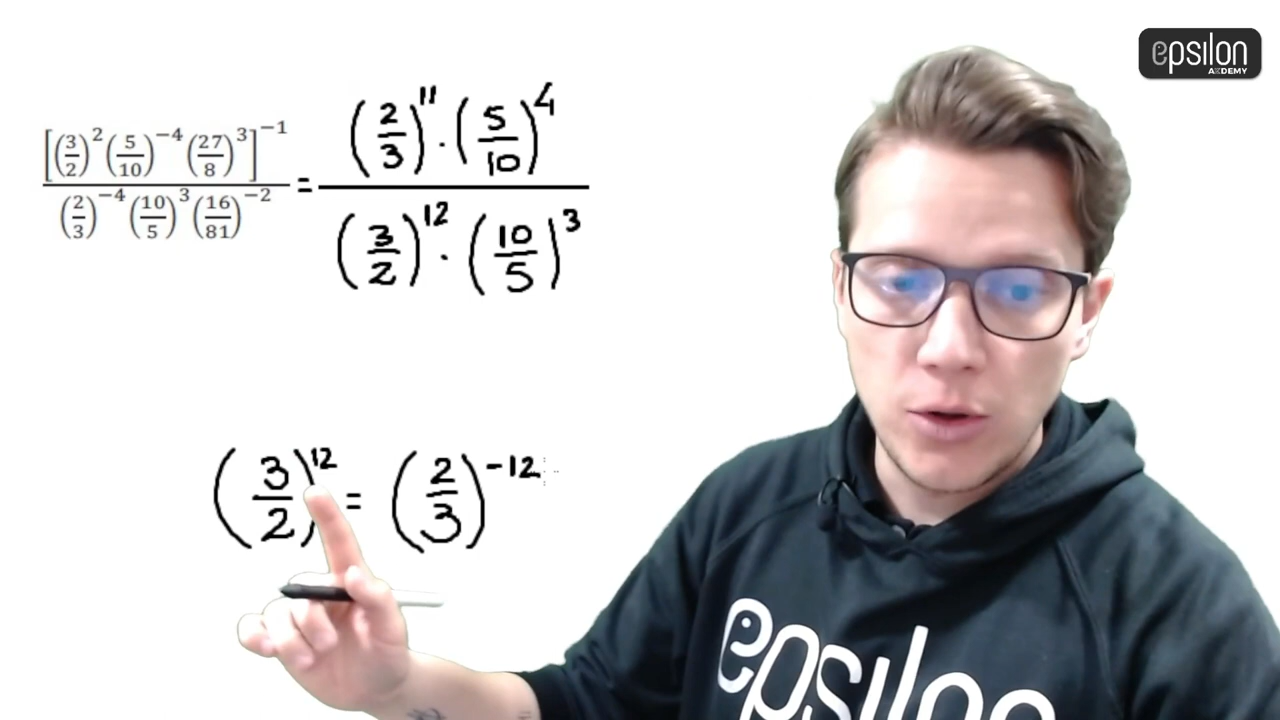 epsilon
AXDEMY
[(3/2)^2 (5/10)^-4 (27/8)^3]^-1 / (2/3)^-4 (10/5)^3 (16/81)^-2 = (2/3)^11 · (5/10)^4 / (3/2)^12 · (10/5)^3
(3/2)^12 = (2/3)^-12
epsilon